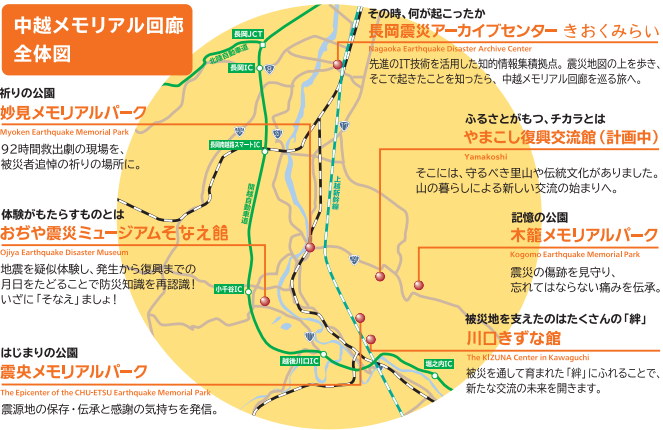 中越メモリアル回廊
全体図
祈りの公園
妙見メモリアルパーク
Myoken Earthquake Memorial Park
92時間救出劇の現場を、
被災者追悼の祈りの場所に。
体験がもたらすものとは
おぢや震災ミュージアムそなえ館
Ojiya Earthquake Disaster Museum
地震を疑似体験し、発生から復興までの
月日をたどることで防災知識を再認識!
いざに「そなえ」ましょ!
はじまりの公園
震央メモリアルパーク
The Epicenter of the CHU-ETSU Earthquake Memorial Park
震源地の保存・伝承と感謝の気持ちを発信。
長岡JCT
北陸自動車道
長岡IC
長岡南越路スマートIC
関越自動車道
上越新幹線
小千谷IC
越後川口IC
堀之内IC
その時、何が起こったか
長岡震災アーカイブセンター きおくみらい
Nagaoka Earthquake Disaster Archive Center
先進のIT技術を活用した知的情報集積拠点。震災地図の上を歩き、
そこで起きたことを知ったら、中越メモリアル回廊を巡る旅へ。
ふるさとがもつ、チカラとは
やまこし復興交流館(計画中)
Yamakoshi
そこには、守るべき里山や伝統文化がありました。
山の暮らしによる新しい交流の始まりへ。
記憶の公園
木籠メモリアルパーク
Kogomo Earthquake Memorial Park
震災の傷跡を見守り、
忘れてはならない痛みを伝承。
被災地を支えたのはたくさんの「絆」
川口きずな館
The KIZUNA Center in Kawaguchi
被災を通して育まれた「絆」にふれることで、
新たな交流の未来を開きます。